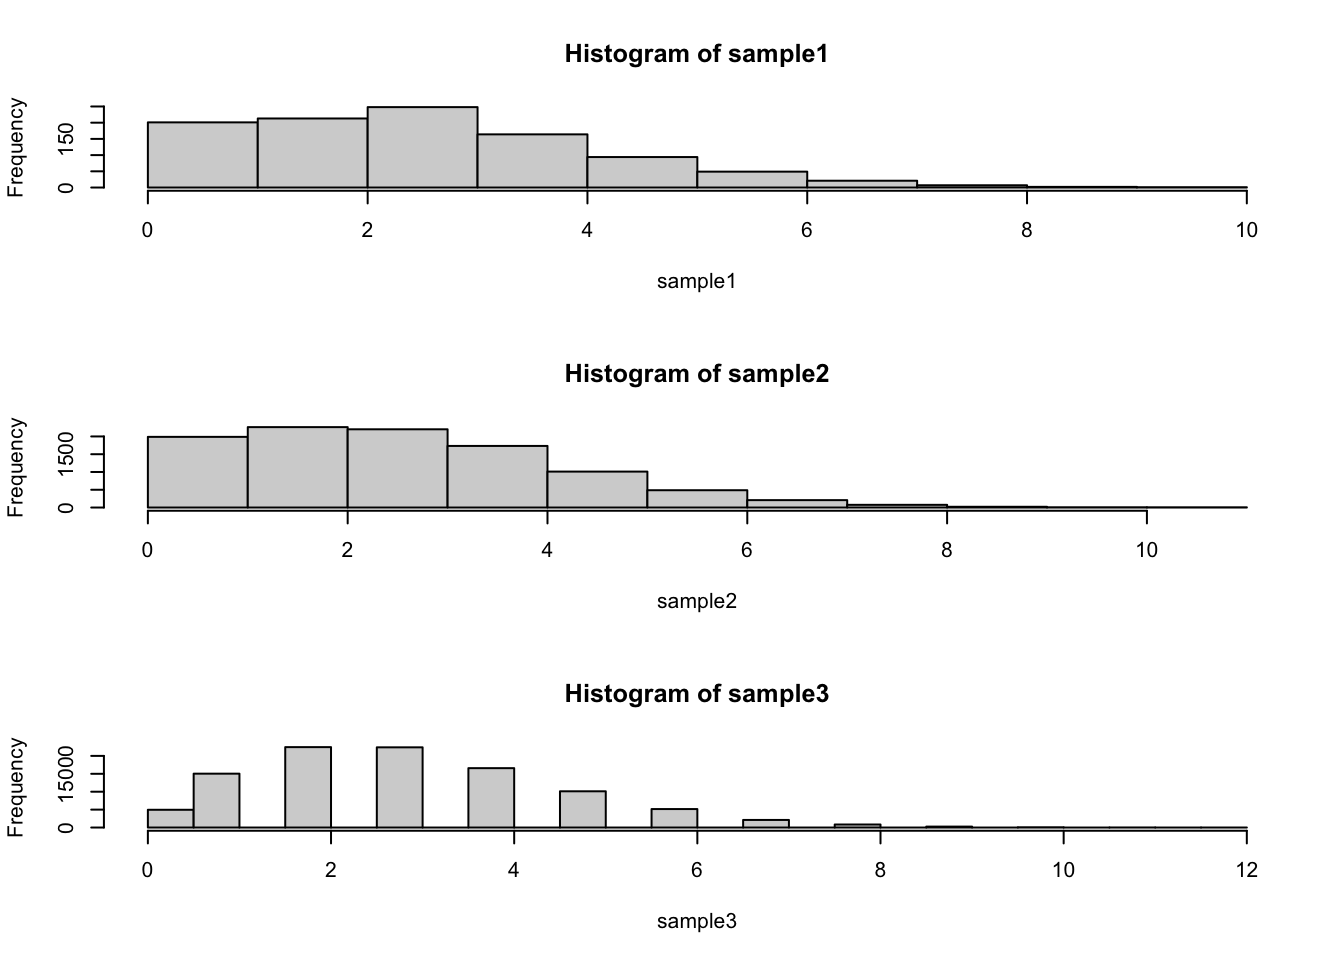 Histogram of sample1
Frequency
0 150
0 2 4 6 8 10
sample1
Histogram of sample2
Frequency
0 1500
0 2 4 6 8 10
sample2
Histogram of sample3
Frequency
0 15000
0 2 4 6 8 10 12
sample3